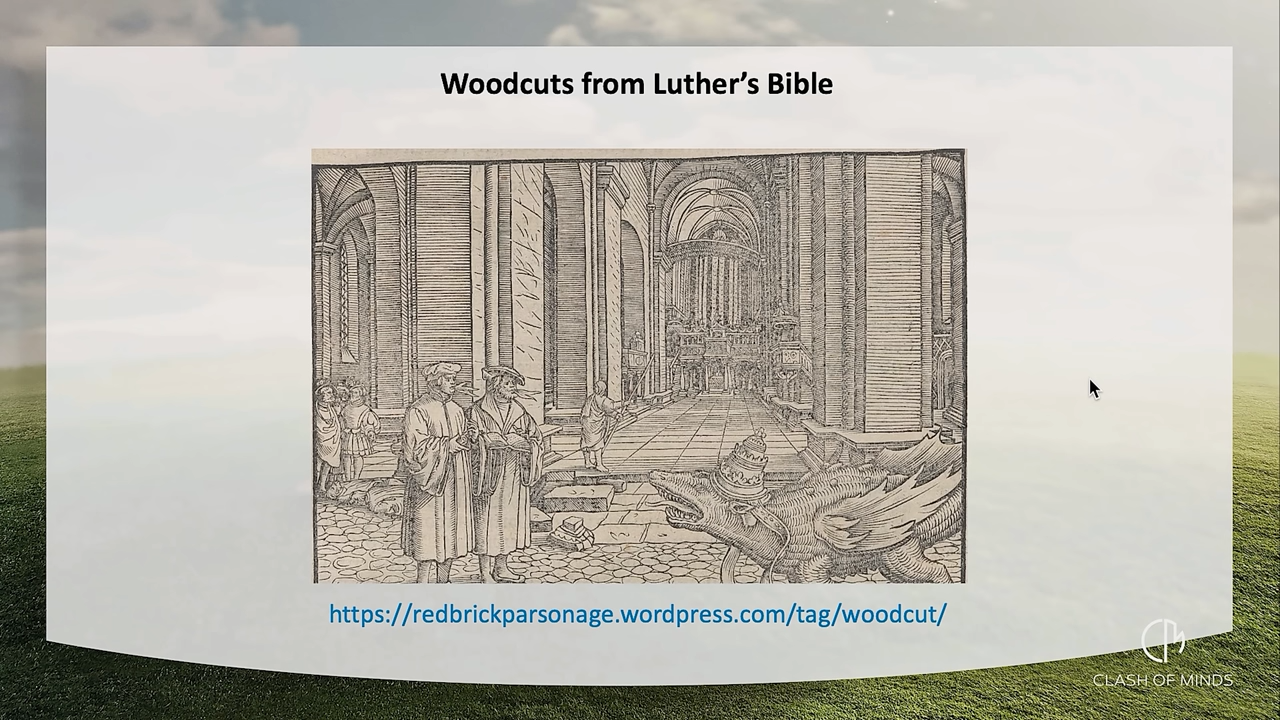 Woodcuts from Luther’s Bible
https://redbrickparsonage.wordpress.com/tag/woodcut/
CLASH OF MINDS